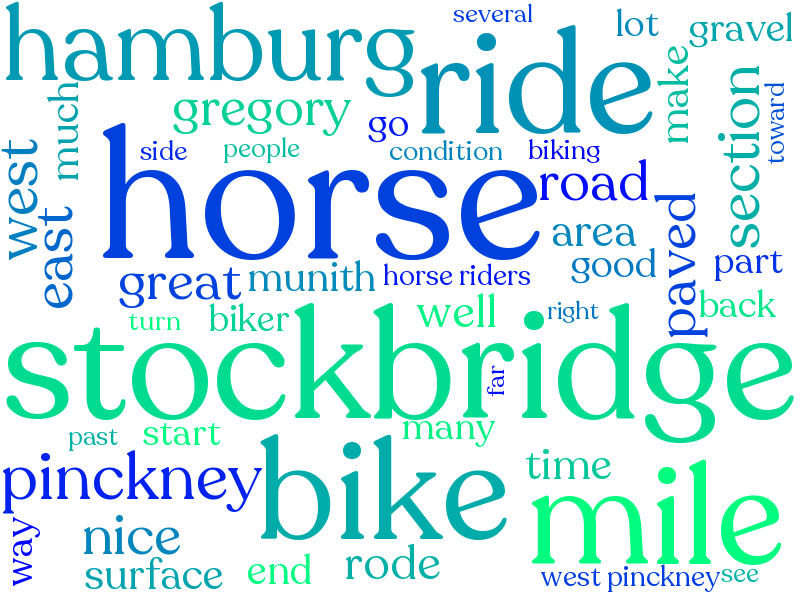 several
lot
gravel
hamburg
ride
make
section
toward
much
gregory
go
west
side
people
condition
biking
horse
road
east
area
paved
good
part
great
munith
horse riders
back
turn
biker
well
right
stockbridge
far
past
start
many
pinckney
bike
time
mile
way
nice
surface
end
rode
west pinckney
see